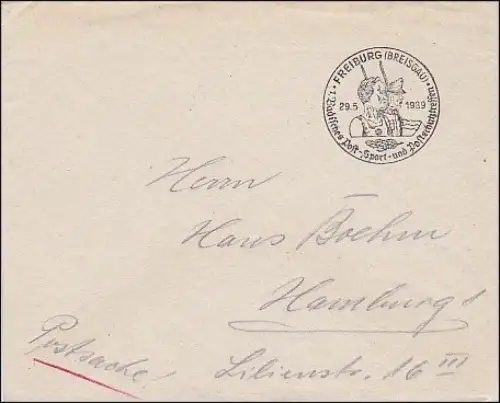 FREIBURG (BREISGAU)
29.5 1939
1. Badisches Post-, Sport- und Postschutztreffen
Herrn
Hans Boehm
Hamburg 1
Lilienstr. 16 III
Postsache!